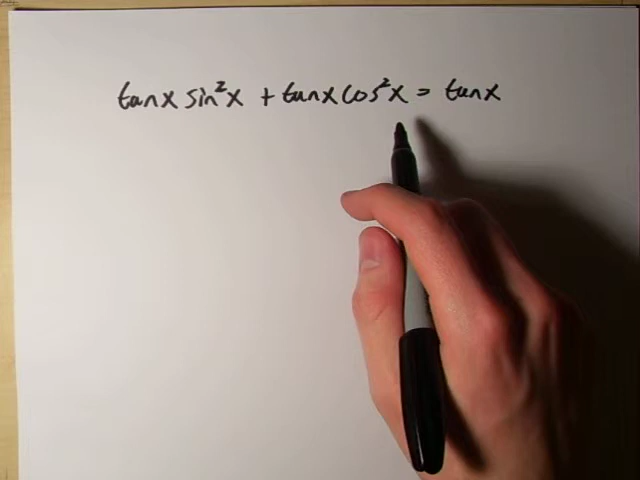 tanx sin²x + tanx cos²x = tanx